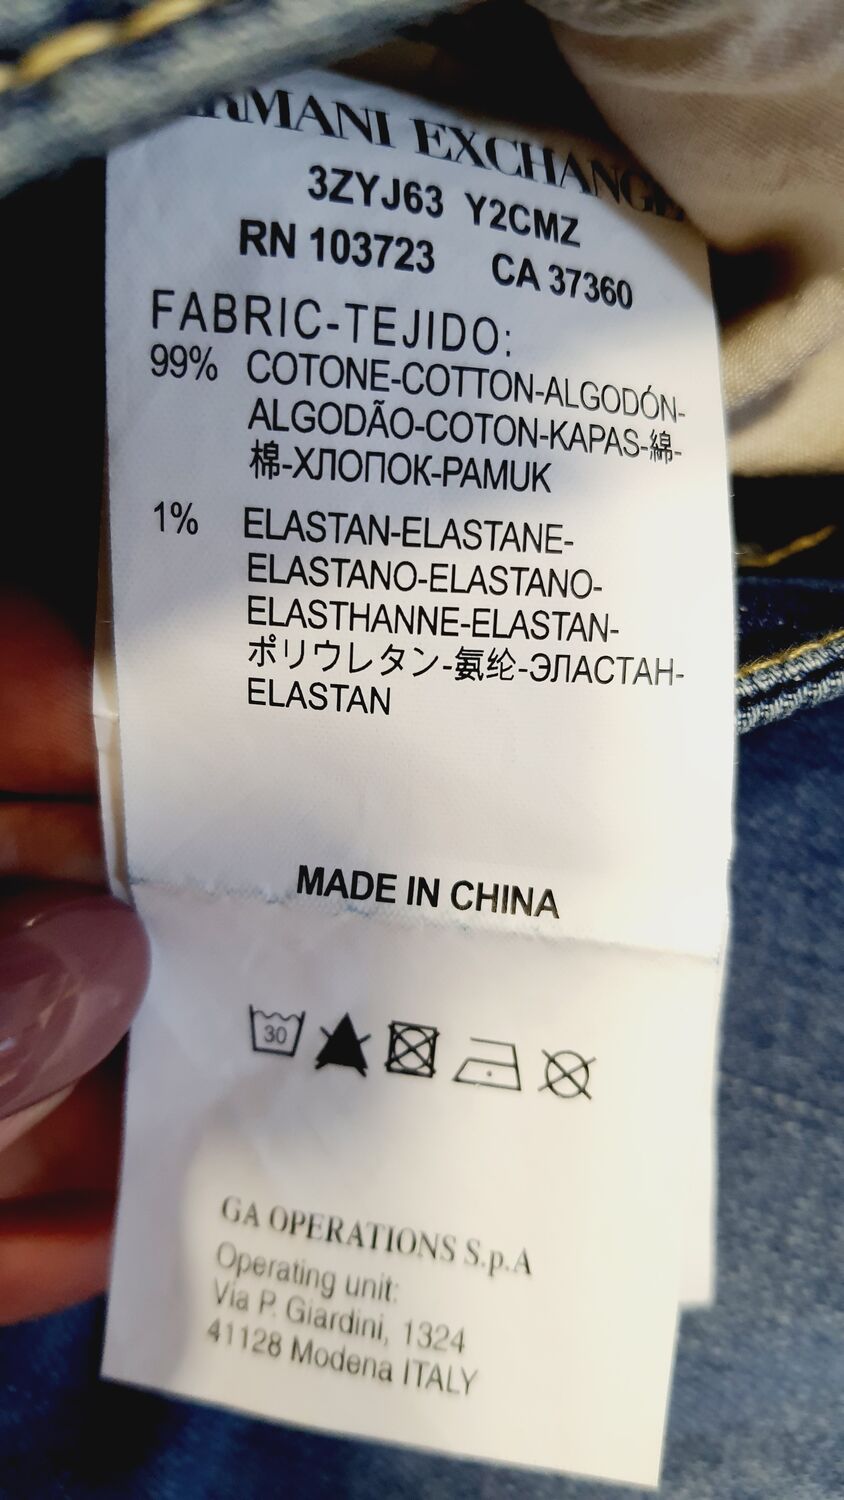 ARMANI EXCHANGE
3ZYJ63 Y2CMZ
RN 103723 CA 37360
FABRIC-TEJIDO:
99% COTONE-COTTON-ALGODÓN-
ALGODÃO-COTON-KAPAS-綿-
棉-ХЛОПОК-PAMUK
1% ELASTAN-ELASTANE-
ELASTANO-ELASTANO-
ELASTHANNE-ELASTAN-
ポリウレタン-氨纶-ЭЛАСТАН-
ELASTAN
MADE IN CHINA
30
GA OPERATIONS S.p.A
Operating unit:
Via P. Giardini, 1324
41128 Modena ITALY